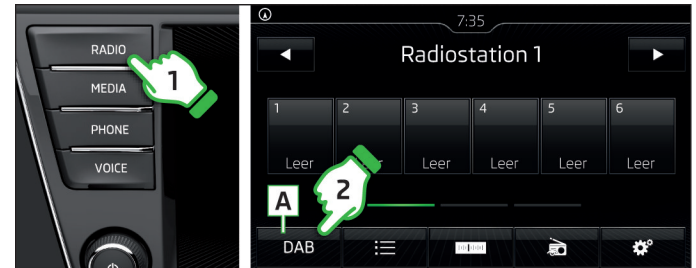 RADIO
MEDIA
PHONE
VOICE
1
7:35
Radiostation 1
1 2 3 4 5 6
Leer Leer Leer Leer Leer
A
2
DAB